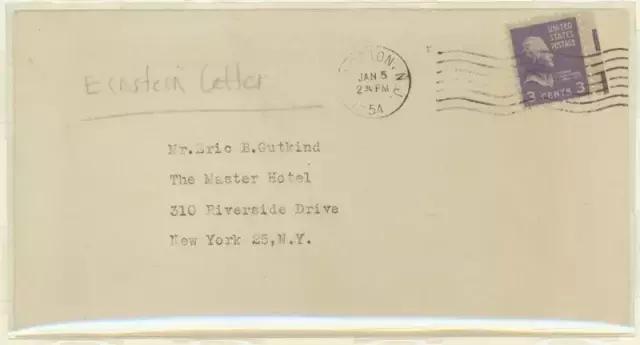 Einstein Letter
JAN 5
2 30 PM
54
UNITED
STATES
POSTAGE
3 CENTS 3
Mr.Eric B.Gutkind
The Master Hotel
310 Riverside Drive
New York 25,N.Y.